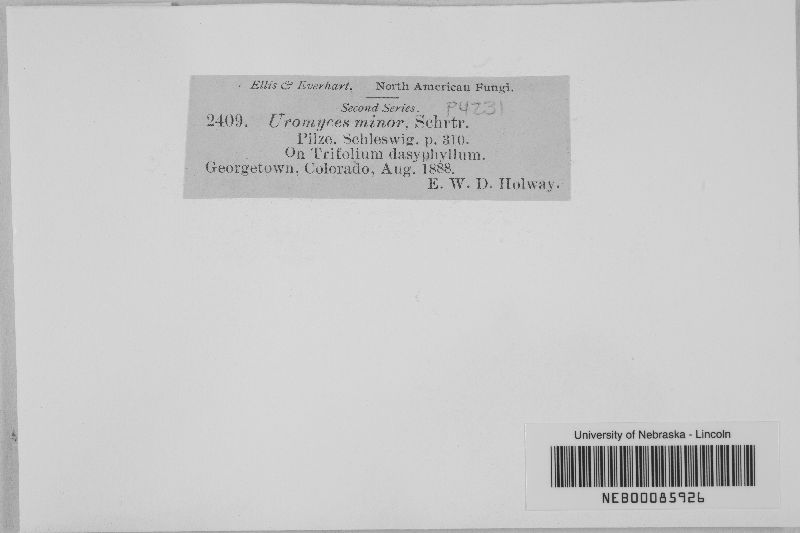 Ellis & Everhart. North American Fungi.
Second Series. P4231
2409. Uromyces minor, Schrtr.
Pilze. Schleswig. p. 310.
On Trifolium dasyphyllum.
Georgetown, Colorado, Aug. 1888.
E. W. D. Holway.
University of Nebraska - Lincoln
NEB00085926